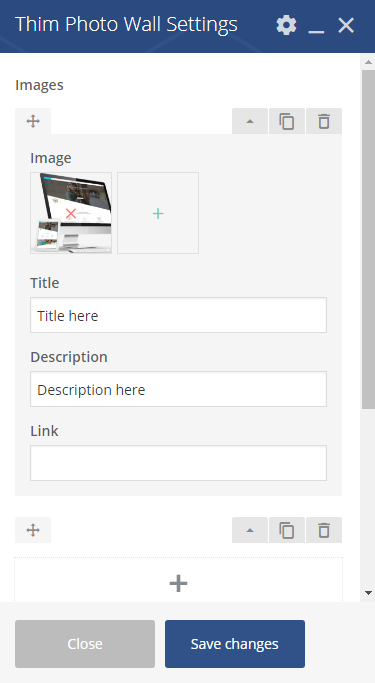 Thim Photo Wall Settings
Images
Image
Title
Title here
Description
Description here
Link
Close
Save changes